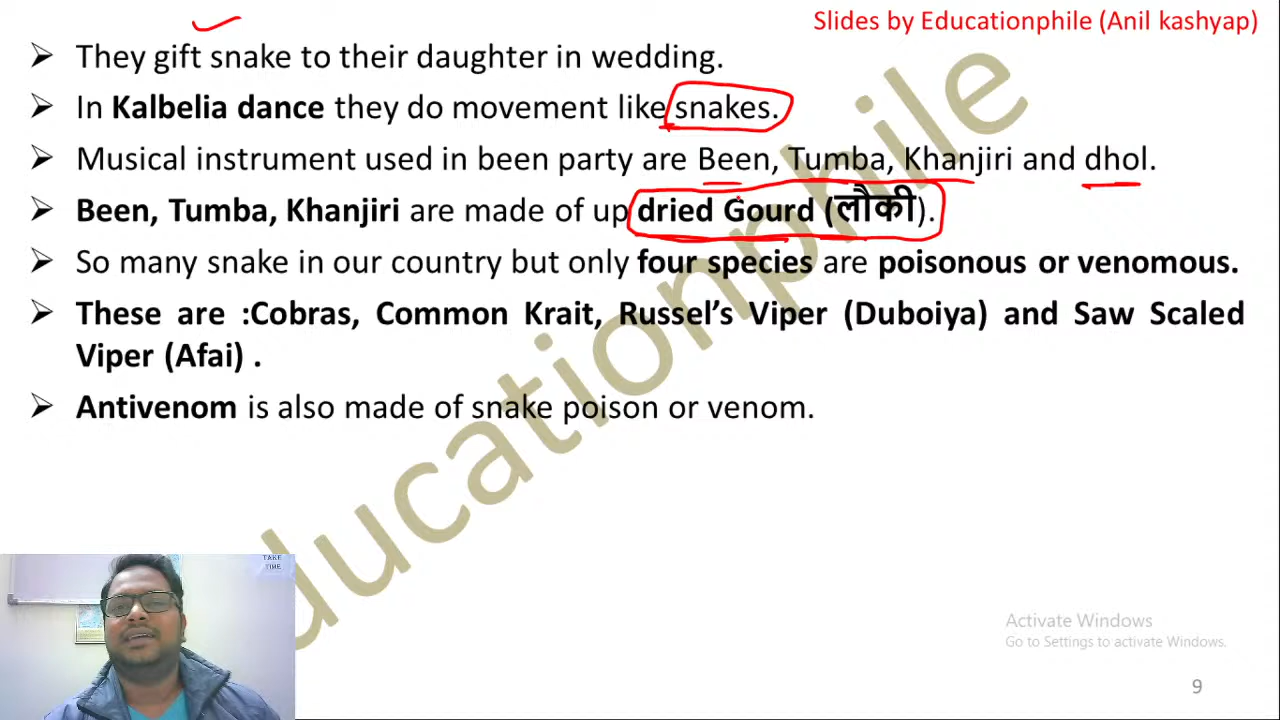 Slides by Educationphile (Anil kashyap)
➢ They gift snake to their daughter in wedding.
➢ In Kalbelia dance they do movement like snakes.
➢ Musical instrument used in been party are Been, Tumba, Khanjiri and dhol.
➢ Been, Tumba, Khanjiri are made of up dried Gourd (लौकी).
➢ So many snake in our country but only four species are poisonous or venomous.
➢ These are :Cobras, Common Krait, Russel’s Viper (Duboiya) and Saw Scaled
Viper (Afai) .
➢ Antivenom is also made of snake poison or venom.
Educationphile
TAKE
TIME
Activate Windows
Go to Settings to activate Windows.
9